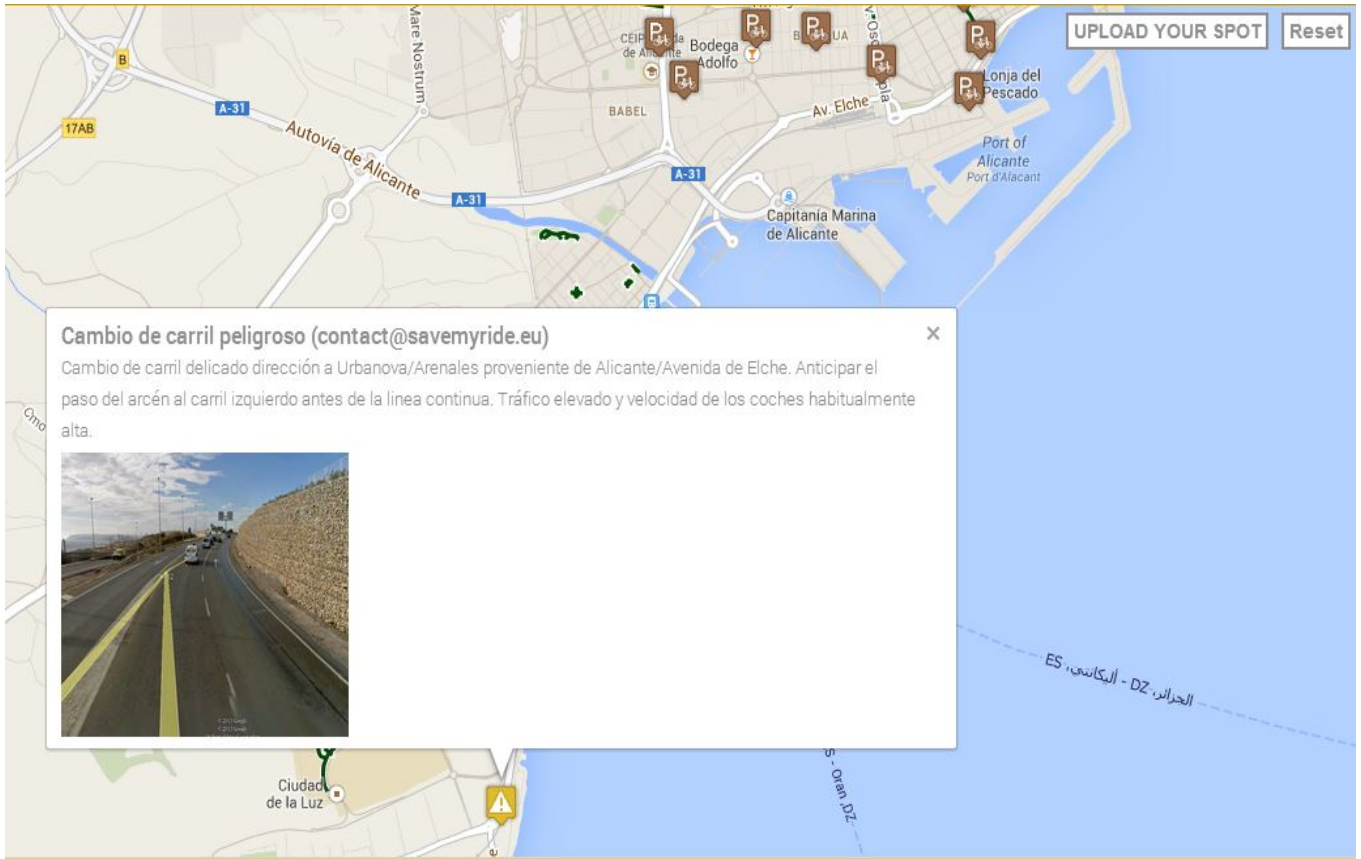 UPLOAD YOUR SPOT
Reset
Mare Nostrum
Bodega
Adolfo
B
A-31
17AB
Autovía de Alicante
BABEL
Av. Elche
Lonja del
Pescado
Port of
Alicante
Port d'Alacant
A-31
A-31
Capitanía Marina
de Alicante
Cambio de carril peligroso (contact@savemyride.eu)
×
Cambio de carril delicado dirección a Urbanova/Arenales proveniente de Alicante/Avenida de Elche. Anticipar el
paso del arcén al carril izquierdo antes de la linea continua. Tráfico elevado y velocidad de los coches habitualmente
alta.
الجزائر, DZ - أليكانتي, ES
Ciudad
de la Luz
S - Oran ,DZ